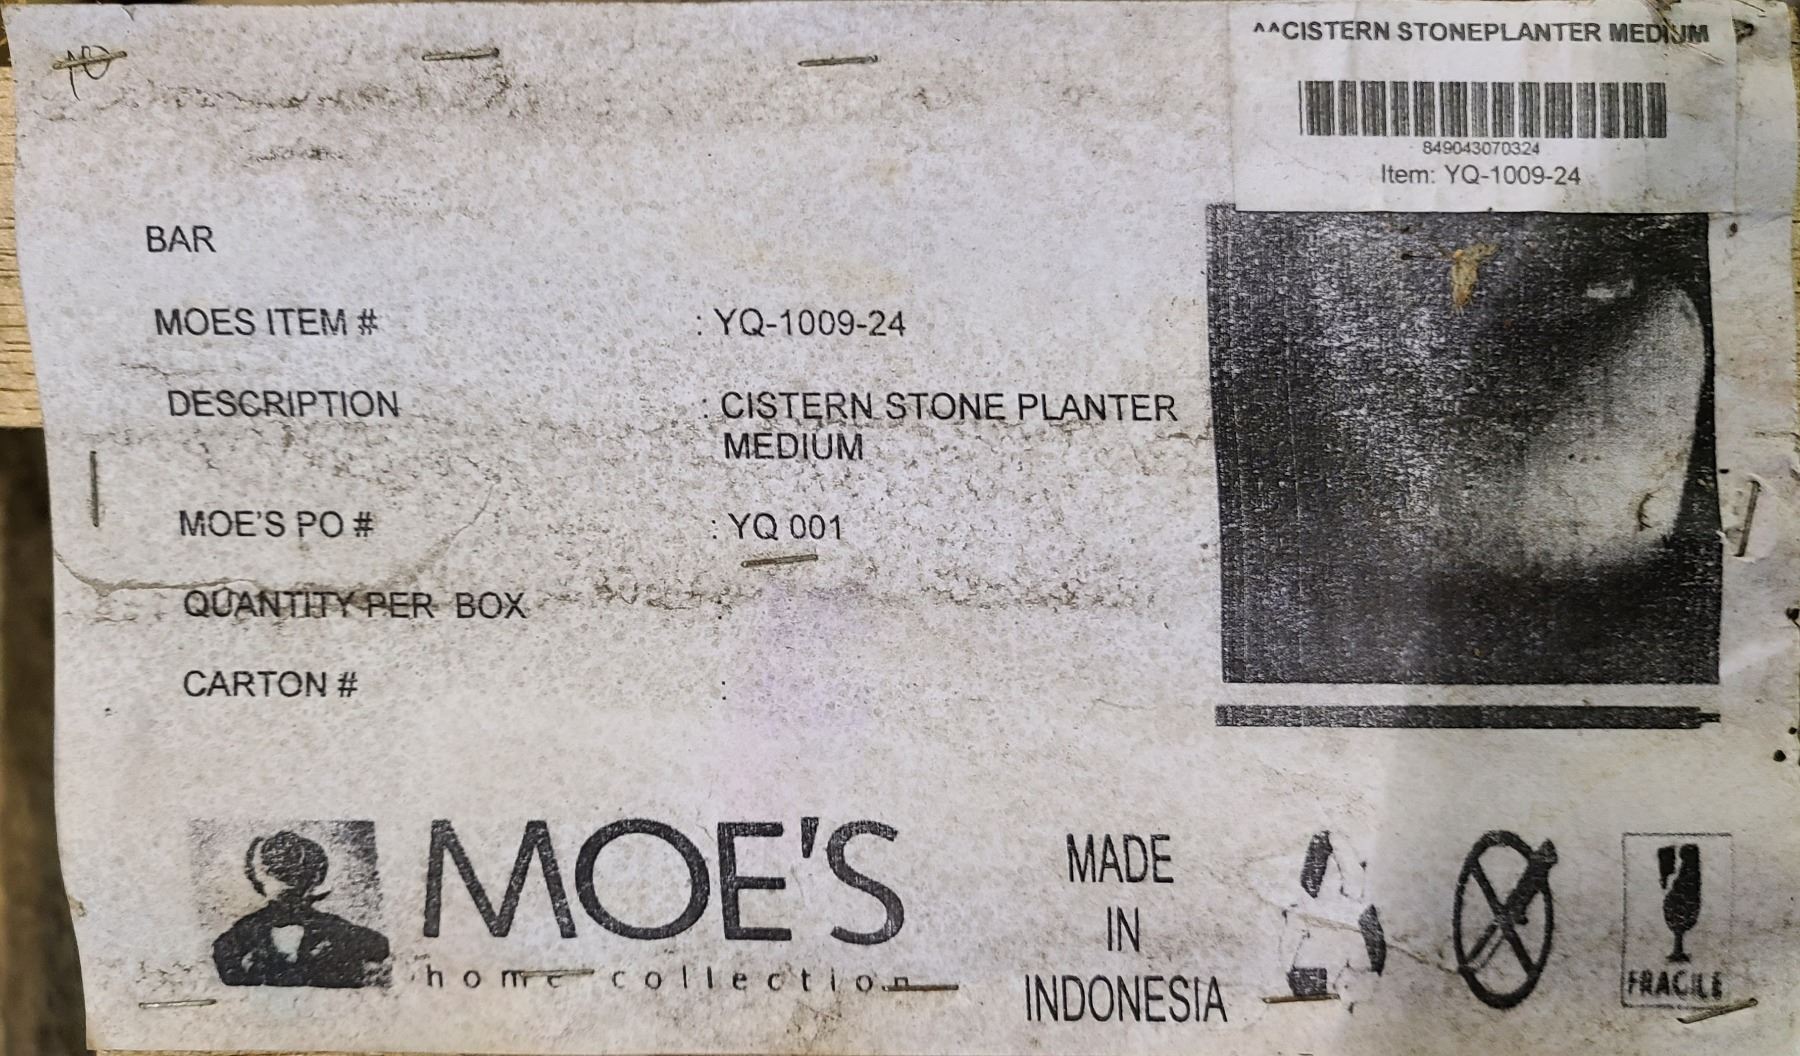 ^^CISTERN STONEPLANTER MEDIUM
849043070324
Item: YQ-1009-24
BAR
MOES ITEM # : YQ-1009-24
DESCRIPTION : CISTERN STONE PLANTER
MEDIUM
MOE'S PO # : YQ 001
QUANTITY PER BOX :
CARTON # :
MOE'S
home collection
MADE
IN
INDONESIA
FRAGILE